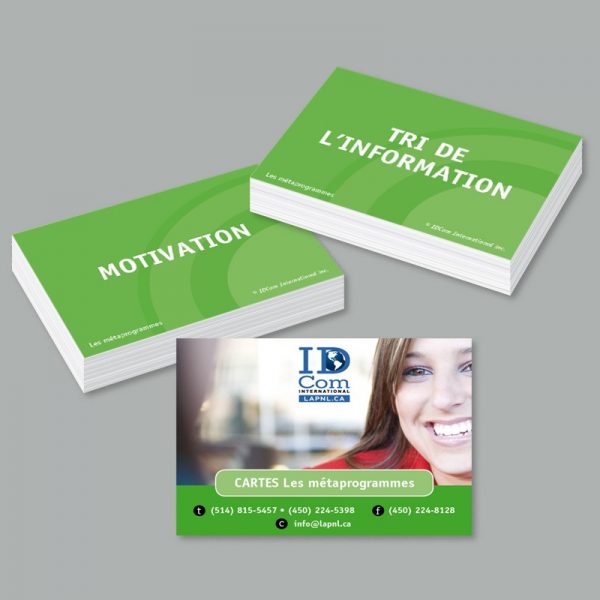 TRI DE
L'INFORMATION
Les métaprogrammes
© IDCom International inc.
MOTIVATION
Les métaprogrammes
© IDCom International inc.
ID
Com
INTERNATIONAL
LAPNL.CA
CARTES Les métaprogrammes
t (514) 815-5457 • (450) 224-5398 f (450) 224-8128
c info@lapnl.ca